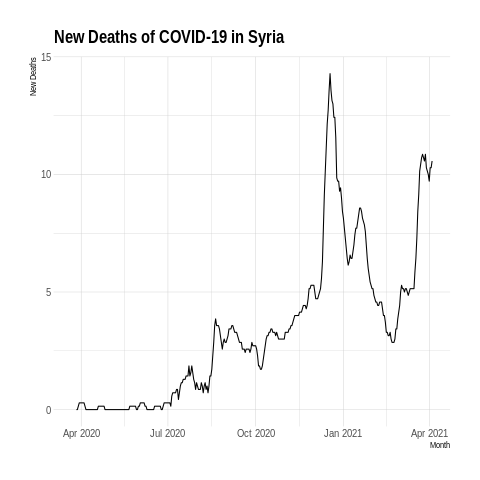 New Deaths of COVID-19 in Syria
New Deaths
15
10
5
0
Apr 2020 Jul 2020 Oct 2020 Jan 2021 Apr 2021
Month